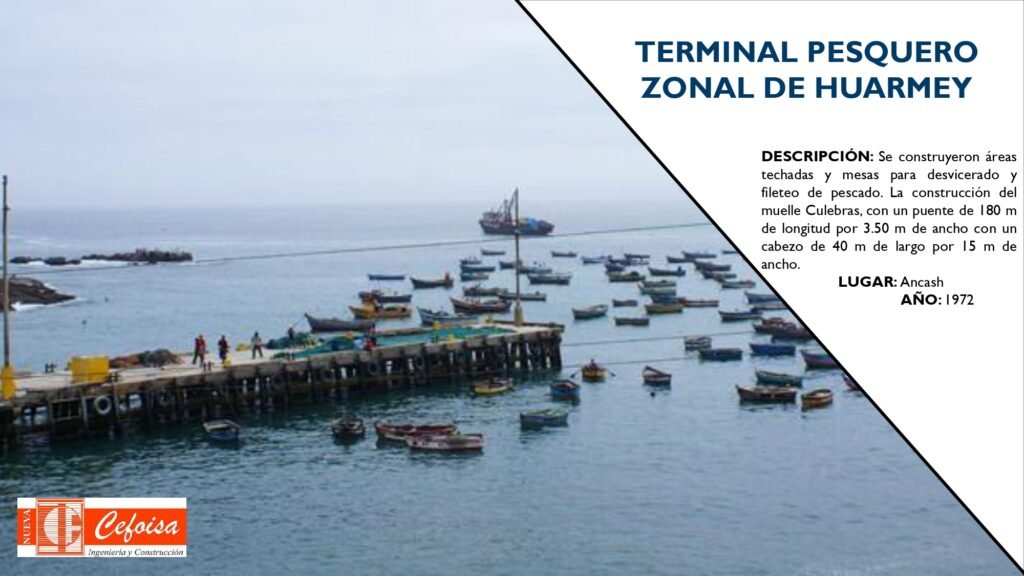 TERMINAL PESQUERO
ZONAL DE HUARMEY
DESCRIPCIÓN: Se construyeron áreas
techadas y mesas para desvicerado y
fileteo de pescado. La construcción del
muelle Culebras, con un puente de 180 m
de longitud por 3.50 m de ancho con un
cabezo de 40 m de largo por 15 m de
ancho.
LUGAR: Ancash
AÑO: 1972
NUEVA
Cefoisa
Ingeniería y Construcción